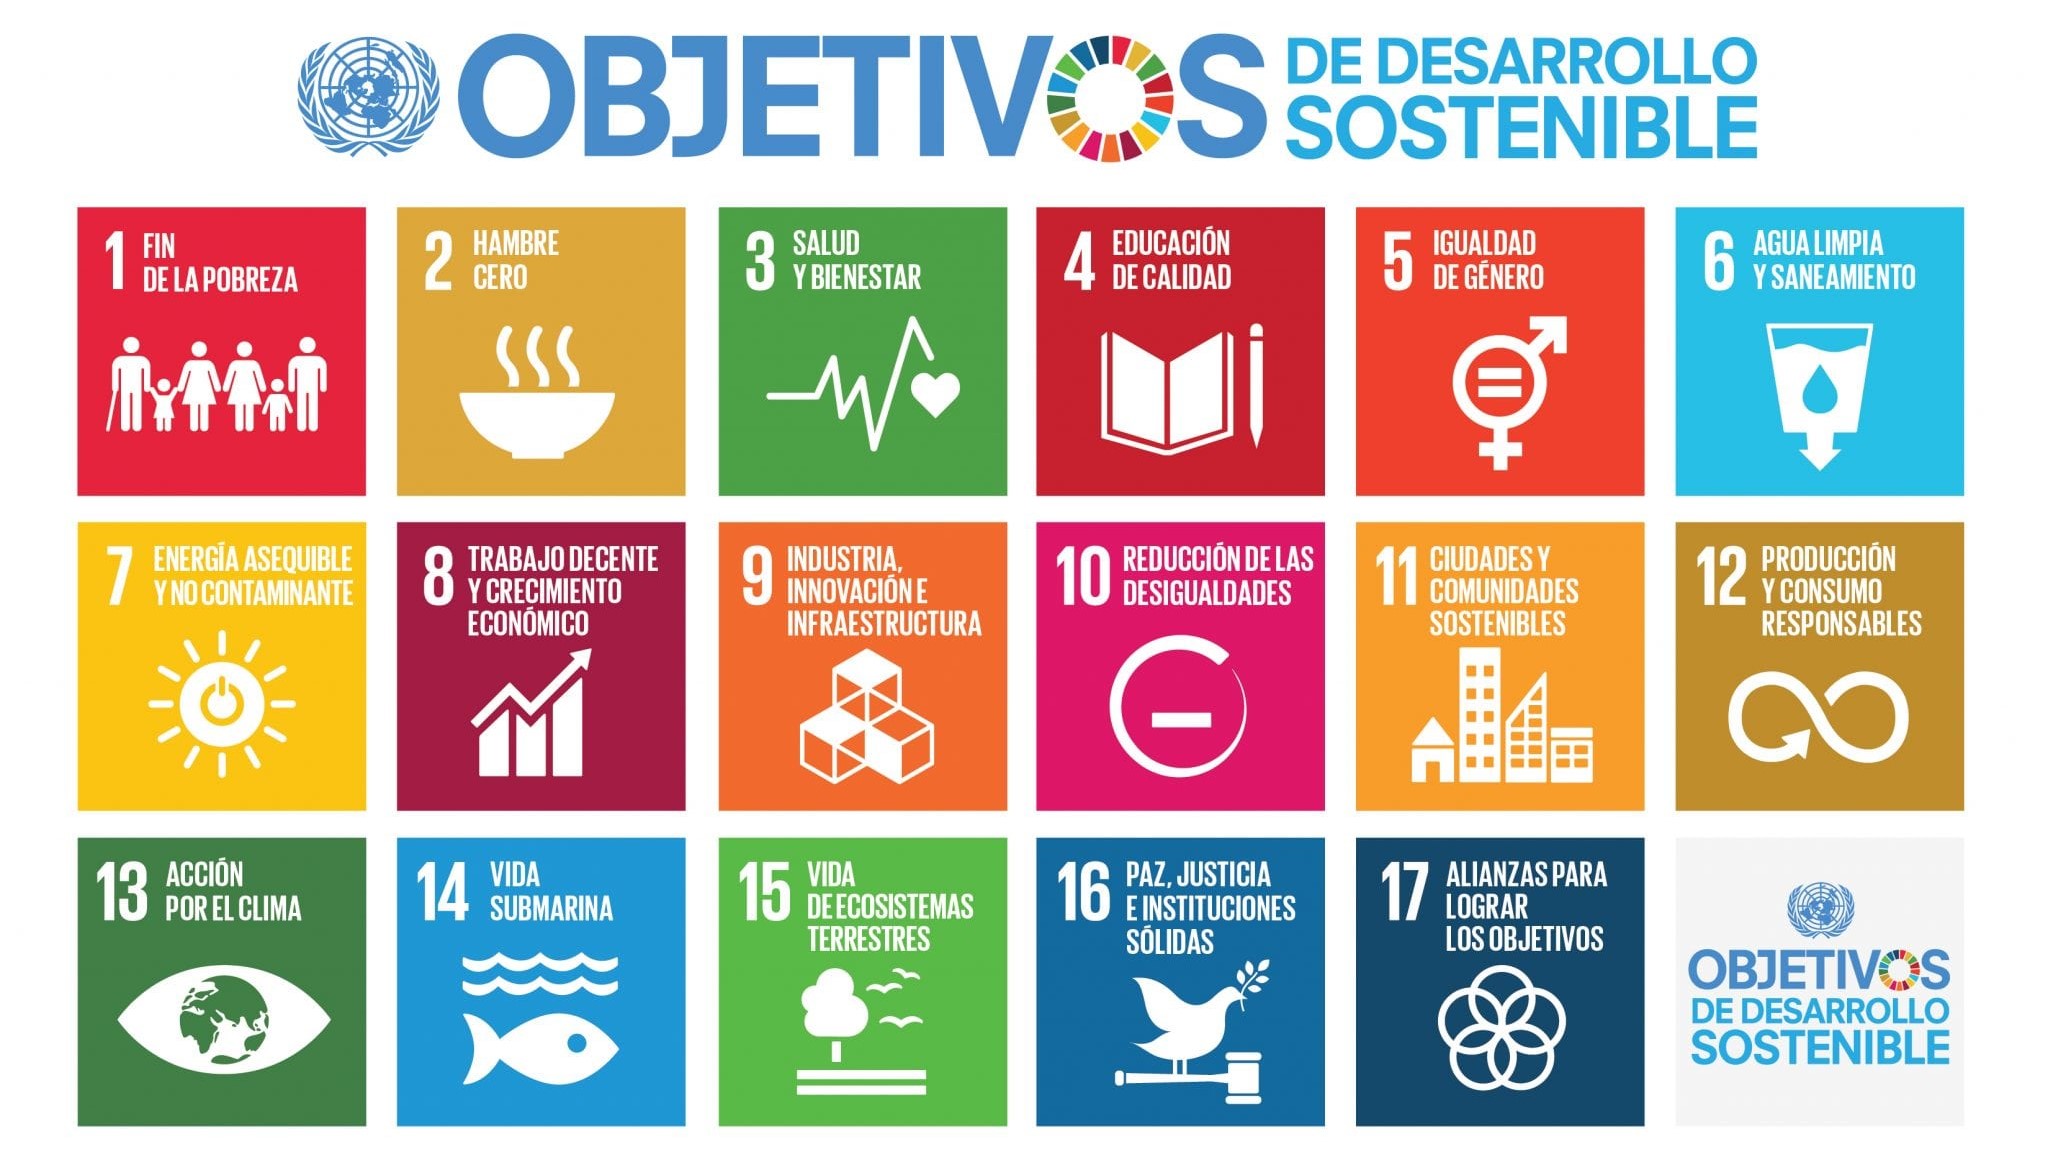 OBJETIVOS
DE DESARROLLO
SOSTENIBLE
1 FIN
DE LA POBREZA
2 HAMBRE
CERO
3 SALUD
Y BIENESTAR
4 EDUCACIÓN
DE CALIDAD
5 IGUALDAD
DE GÉNERO
6 AGUA LIMPIA
Y SANEAMIENTO
7 ENERGÍA ASEQUIBLE
Y NO CONTAMINANTE
8 TRABAJO DECENTE
Y CRECIMIENTO
ECONÓMICO
9 INDUSTRIA,
INNOVACIÓN E
INFRAESTRUCTURA
10 REDUCCIÓN DE LAS
DESIGUALDADES
11 CIUDADES Y
COMUNIDADES
SOSTENIBLES
12 PRODUCCIÓN
Y CONSUMO
RESPONSABLES
13 ACCIÓN
POR EL CLIMA
14 VIDA
SUBMARINA
15 VIDA
DE ECOSISTEMAS
TERRESTRES
16 PAZ, JUSTICIA
E INSTITUCIONES
SÓLIDAS
17 ALIANZAS PARA
LOGRAR
LOS OBJETIVOS
OBJETIVOS
DE DESARROLLO
SOSTENIBLE